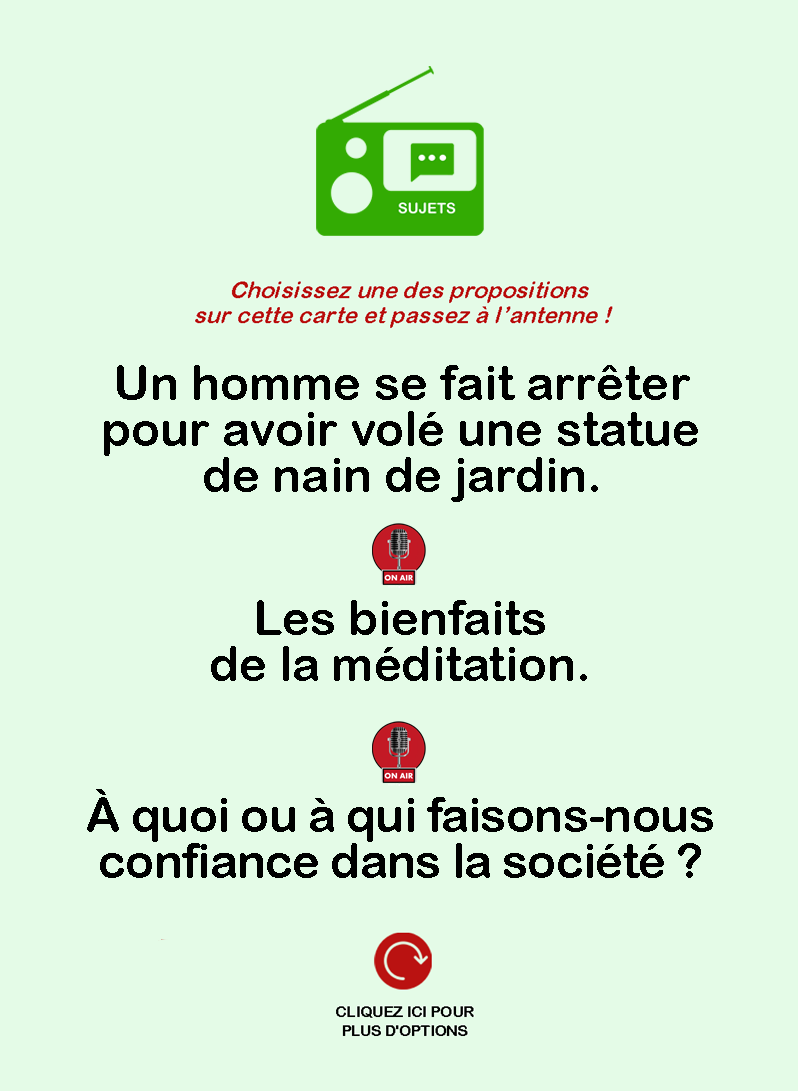 SUJETS
Choisissez une des propositions
sur cette carte et passez à l’antenne !
Un homme se fait arrêter
pour avoir volé une statue
de nain de jardin.
ON AIR
Les bienfaits
de la méditation.
ON AIR
À quoi ou à qui faisons-nous
confiance dans la société ?
CLIQUEZ ICI POUR
PLUS D'OPTIONS